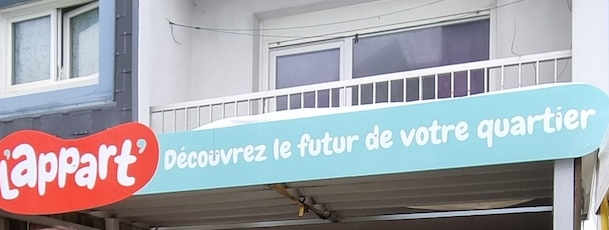 L'appart'
Découvrez le futur de votre quartier